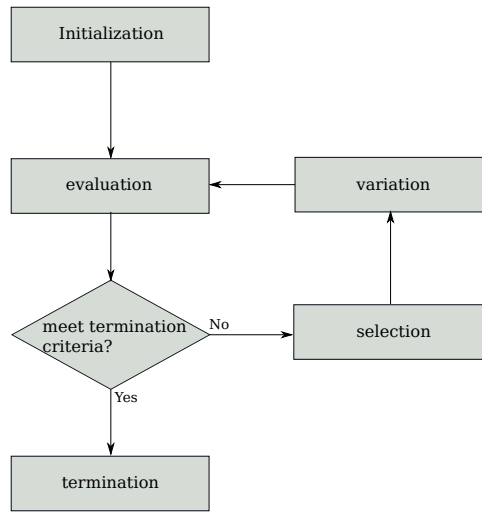 Initialization
evaluation
variation
meet termination
criteria?
No
selection
Yes
termination